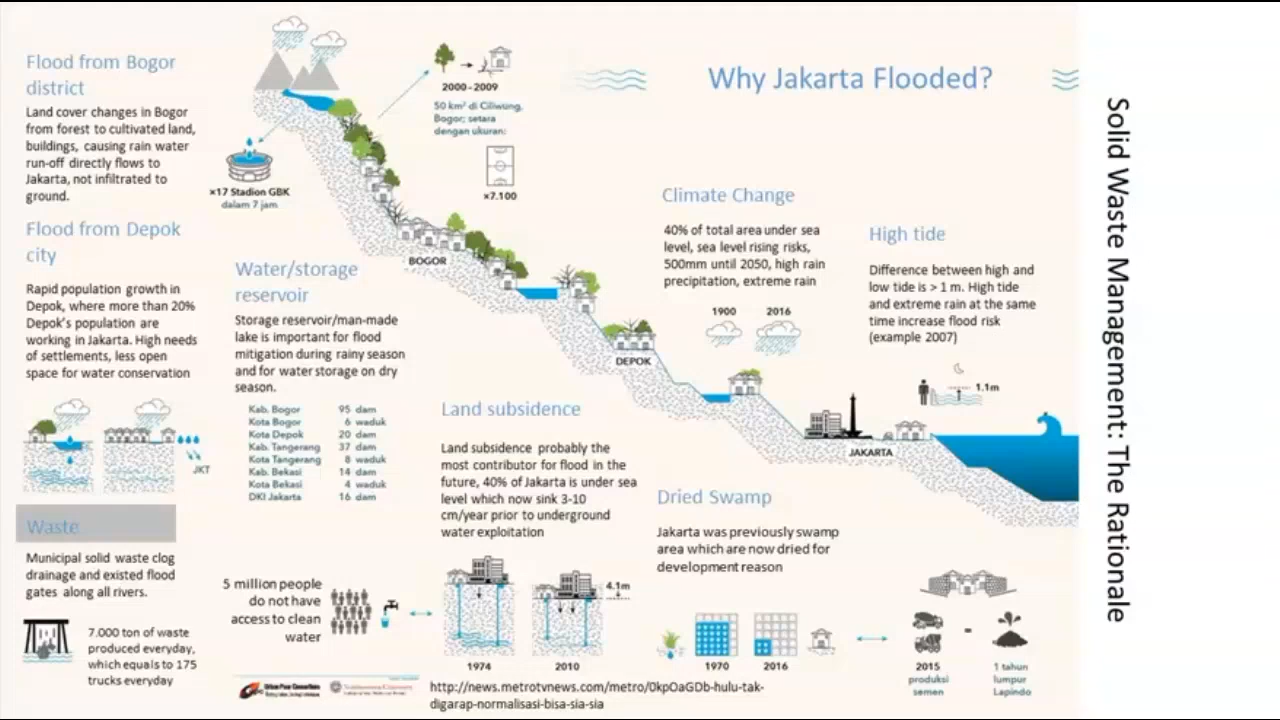 Why Jakarta Flooded?
Solid Waste Management: The Rationale
Flood from Bogor
district
Land cover changes in Bogor
from forest to cultivated land,
buildings, causing rain water
run-off directly flows to
Jakarta, not infiltrated to
ground.
×17 Stadion GBK
dalam 7 jam
2000-2009
50 km² di Ciliwung,
Bogor; setara
dengan ukuran:
×7.100
Flood from Depok
city
Rapid population growth in
Depok, where more than 20%
Depok's population are
working in Jakarta. High needs
of settlements, less open
space for water conservation
JKT
Water/storage
reservoir
Storage reservoir/man-made
lake is important for flood
mitigation during rainy season
and for water storage on dry
season.
Kab. Bogor 95 dam
Kota Bogor 6 waduk
Kota Depok 20 dam
Kab. Tangerang 37 dam
Kota Tangerang 8 waduk
Kab. Bekasi 14 dam
Kota Bekasi 4 waduk
DKI Jakarta 16 dam
BOGOR
DEPOK
JAKARTA
Climate Change
40% of total area under sea
level, sea level rising risks,
500mm until 2050, high rain
precipitation, extreme rain
1900 2016
High tide
Difference between high and
low tide is > 1 m. High tide
and extreme rain at the same
time increase flood risk
(example 2007)
1.1m
Land subsidence
Land subsidence probably the
most contributor for flood in the
future, 40% of Jakarta is under sea
level which now sink 3-10
cm/year prior to underground
water exploitation
4.1m
1974 2010
Dried Swamp
Jakarta was previously swamp
area which are now dried for
development reason
1970 2016
2015
produksi
semen
-
1 tahun
lumpur
Lapindo
Waste
Municipal solid waste clog
drainage and existed flood
gates along all rivers.
7.000 ton of waste
produced everyday,
which equals to 175
trucks everyday
5 million people
do not have
access to clean
water
http://news.metrotvnews.com/metro/0kpOaGDb-hulu-tak-
digarap-normalisasi-bisa-sia-sia